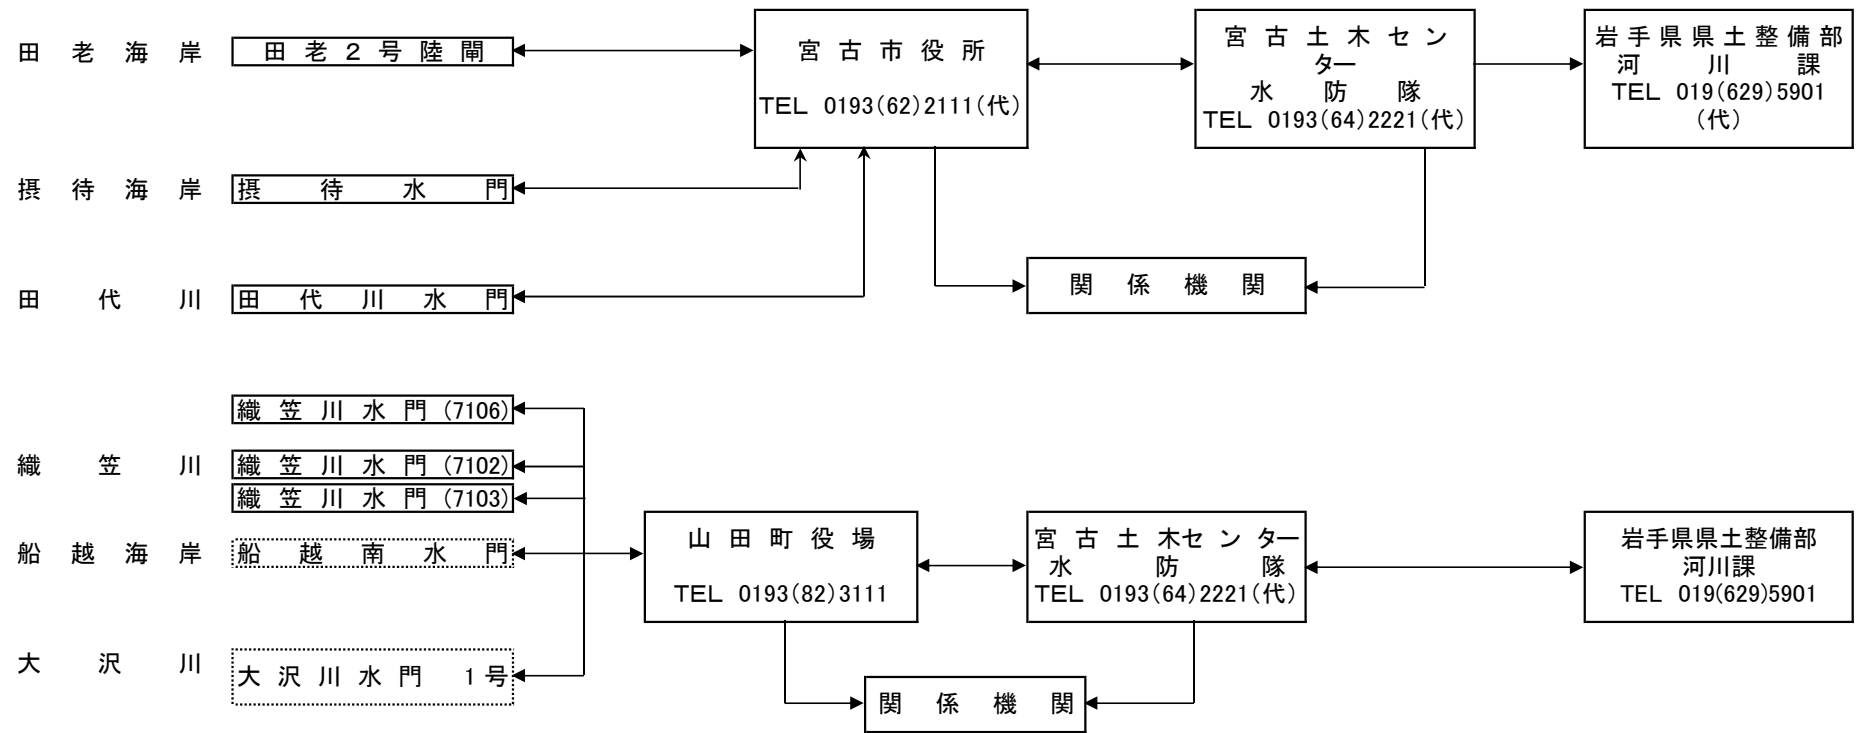 田老海岸
田老２号陸閘
宮古市役所
TEL 0193(62)2111(代)
宮古土木セン
ター
水防隊
TEL 0193(64)2221(代)
岩手県県土整備部
河川課
TEL 019(629)5901
(代)
摂待海岸
摂待水門
田代川
田代川水門
関係機関
織笠川水門(7106)
織笠川
織笠川水門(7102)
織笠川水門(7103)
船越海岸
船越南水門
山田町役場
TEL 0193(82)3111
宮古土木センター
水防隊
TEL 0193(64)2221(代)
岩手県県土整備部
河川課
TEL 019(629)5901
大沢川
大沢川水門 1号
関係機関